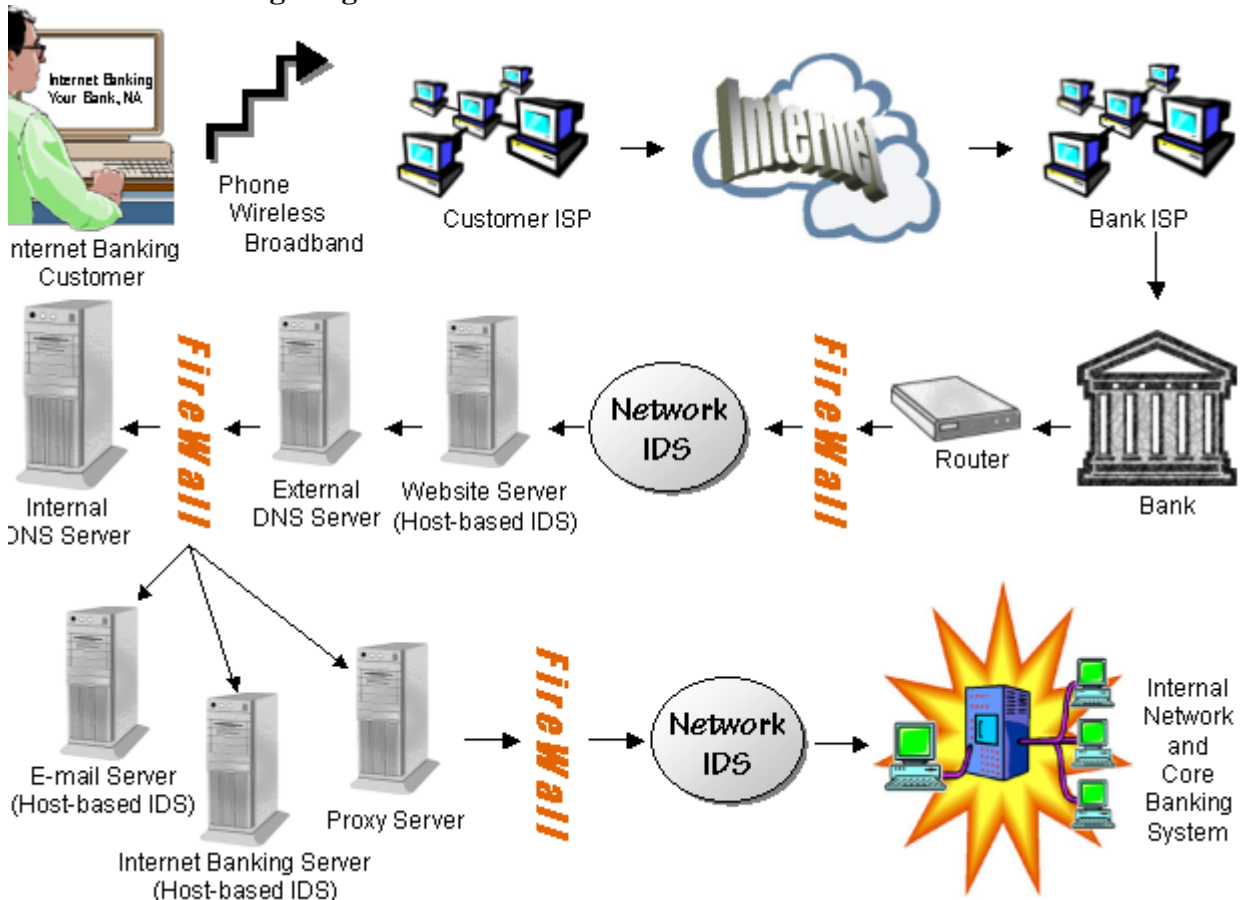 Internet Banking
Your Bank, NA
Phone
Wireless
Broadband
Internet
Customer ISP
Bank ISP
nternet Banking
Customer
FireWall
Network
IDS
FireWall
Router
Bank
Internal
DNS Server
External
DNS Server
Website Server
(Host-based IDS)
E-mail Server
(Host-based IDS)
Internet Banking Server
(Host-based IDS)
Proxy Server
FireWall
Network
IDS
Internal
Network
and
Core
Banking
System